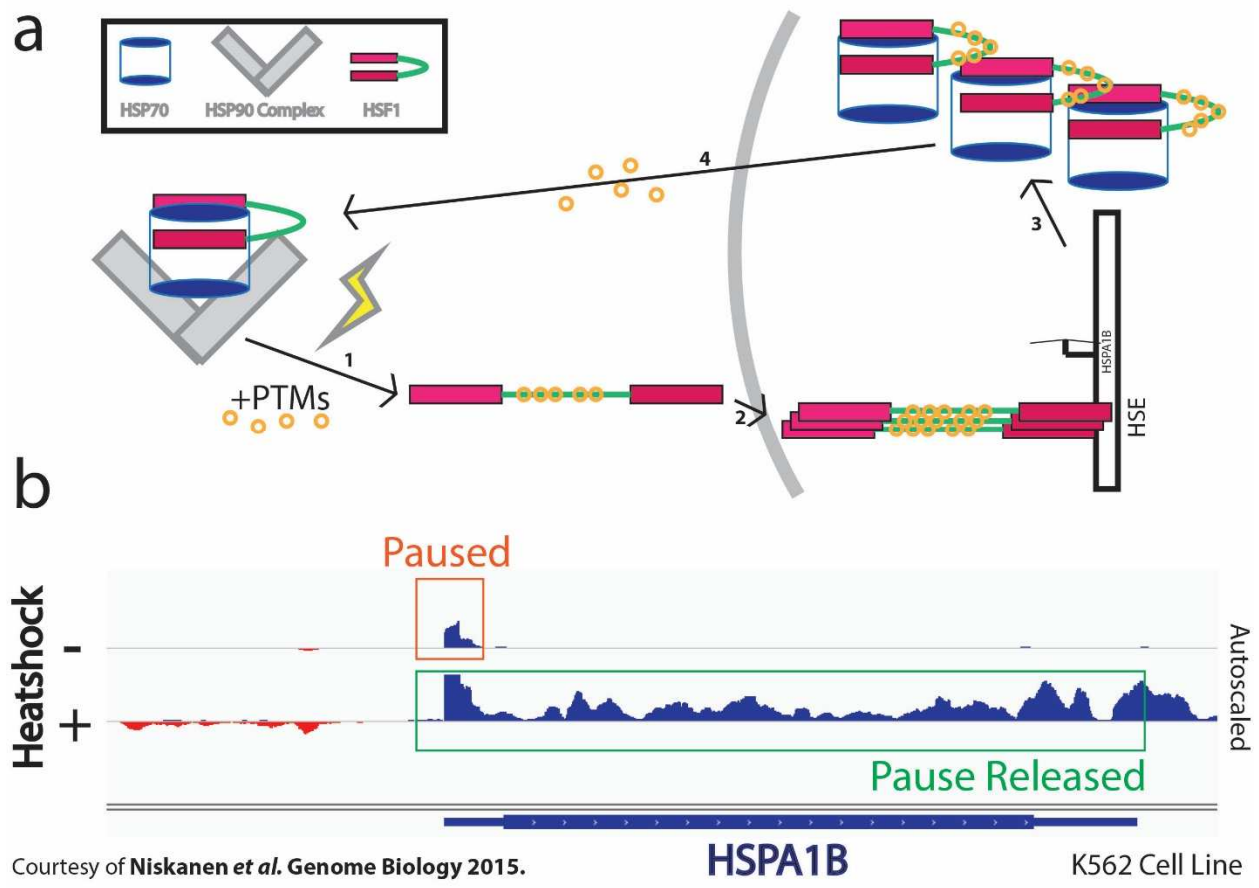 a
HSP70 HSP90 Complex HSF1
4
3
1
+PTMs
2
HSPA1B
HSE
b
Paused
Heatshock
-
+
Autoscaled
Pause Released
HSPA1B
Courtesy of Niskanen et al. Genome Biology 2015.
K562 Cell Line